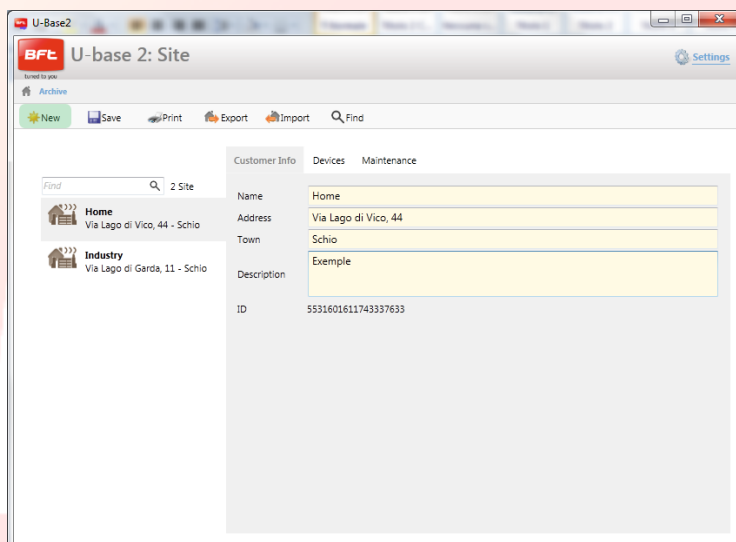 U-Base2
BFt
tuned to you
U-base 2: Site
Settings
Archive
New Save Print Export Import Find
Customer Info Devices Maintenance
Find 2 Site
Home
Via Lago di Vico, 44 - Schio
Industry
Via Lago di Garda, 11 - Schio
Name Home
Address Via Lago di Vico, 44
Town Schio
Description Exemple
ID 5531601611743337633